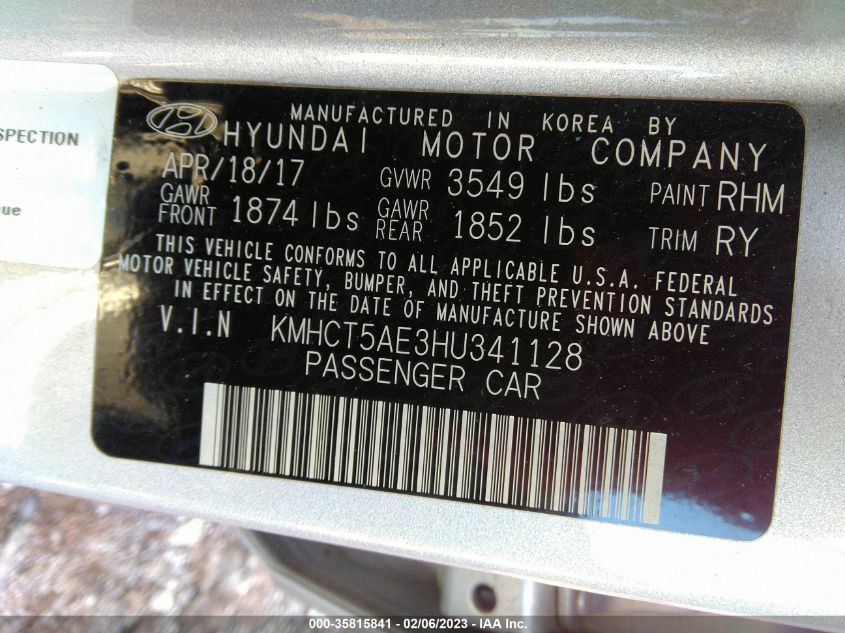 SPECTION
MANUFACTURED IN KOREA BY
HYUNDAI MOTOR COMPANY
APR/18/17 GVWR 3549 lbs PAINT RHM
GAWR FRONT 1874 lbs GAWR REAR 1852 lbs TRIM RY
THIS VEHICLE CONFORMS TO ALL APPLICABLE U.S.A. FEDERAL
MOTOR VEHICLE SAFETY, BUMPER, AND THEFT PREVENTION STANDARDS
IN EFFECT ON THE DATE OF MANUFACTURE SHOWN ABOVE
V.I.N KMHCT5AE3HU341128
PASSENGER CAR
000-35815841 / 02/06/2023 - IAA Inc.